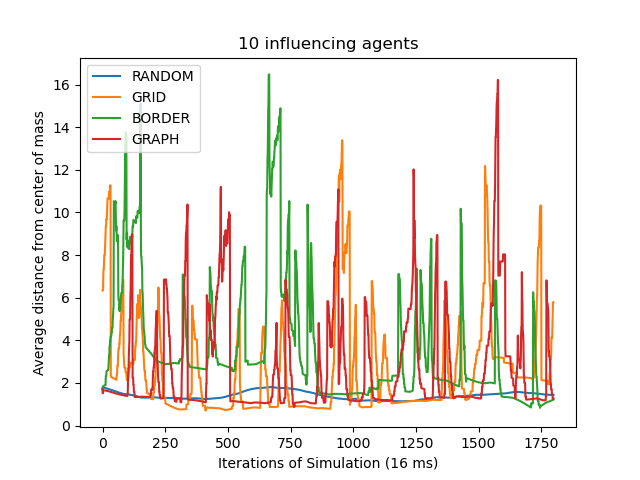 10 influencing agents
RANDOM
GRID
BORDER
GRAPH
Average distance from center of mass
16
14
12
10
8
6
4
2
0
0
250
500
750
1000
1250
1500
1750
Iterations of Simulation (16 ms)